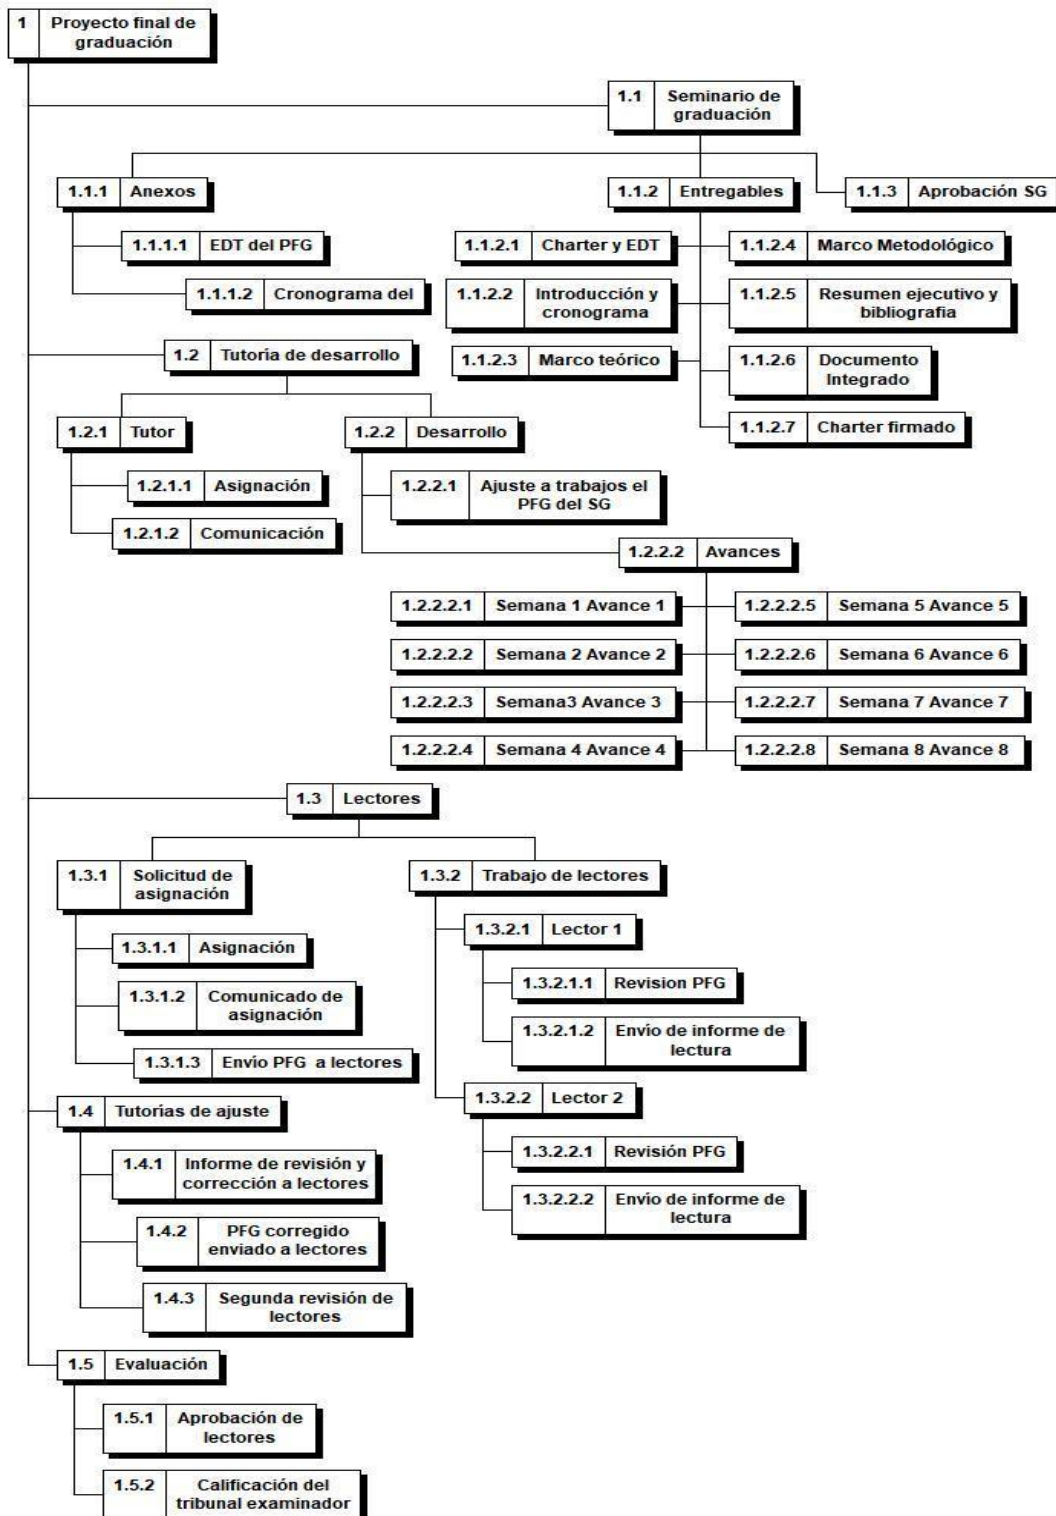 1 Proyecto final de
graduación
1.1 Seminario de
graduación
1.1.1 Anexos
1.1.2 Entregables
1.1.3 Aprobación SG
1.1.1.1 EDT del PFG
1.1.2.1 Charter y EDT
1.1.2.4 Marco Metodológico
1.1.1.2 Cronograma del
1.1.2.2 Introducción y
cronograma
1.1.2.5 Resumen ejecutivo y
bibliografia
1.2 Tutoría de desarrollo
1.1.2.3 Marco teórico
1.1.2.6 Documento
Integrado
1.2.1 Tutor
1.2.2 Desarrollo
1.1.2.7 Charter firmado
1.2.1.1 Asignación
1.2.2.1 Ajuste a trabajos el
PFG del SG
1.2.1.2 Comunicación
1.2.2.2 Avances
1.2.2.2.1 Semana 1 Avance 1
1.2.2.2.5 Semana 5 Avance 5
1.2.2.2.2 Semana 2 Avance 2
1.2.2.2.6 Semana 6 Avance 6
1.2.2.2.3 Semana3 Avance 3
1.2.2.2.7 Semana 7 Avance 7
1.2.2.2.4 Semana 4 Avance 4
1.2.2.2.8 Semana 8 Avance 8
1.3 Lectores
1.3.1 Solicitud de
asignación
1.3.2 Trabajo de lectores
1.3.1.1 Asignación
1.3.2.1 Lector 1
1.3.1.2 Comunicado de
asignación
1.3.2.1.1 Revision PFG
1.3.1.3 Envío PFG a lectores
1.3.2.1.2 Envío de informe de
lectura
1.4 Tutorías de ajuste
1.3.2.2 Lector 2
1.4.1 Informe de revisión y
corrección a lectores
1.3.2.2.1 Revisión PFG
1.4.2 PFG corregido
enviado a lectores
1.3.2.2.2 Envío de informe de
lectura
1.4.3 Segunda revisión de
lectores
1.5 Evaluación
1.5.1 Aprobación de
lectores
1.5.2 Calificación del
tribunal examinador